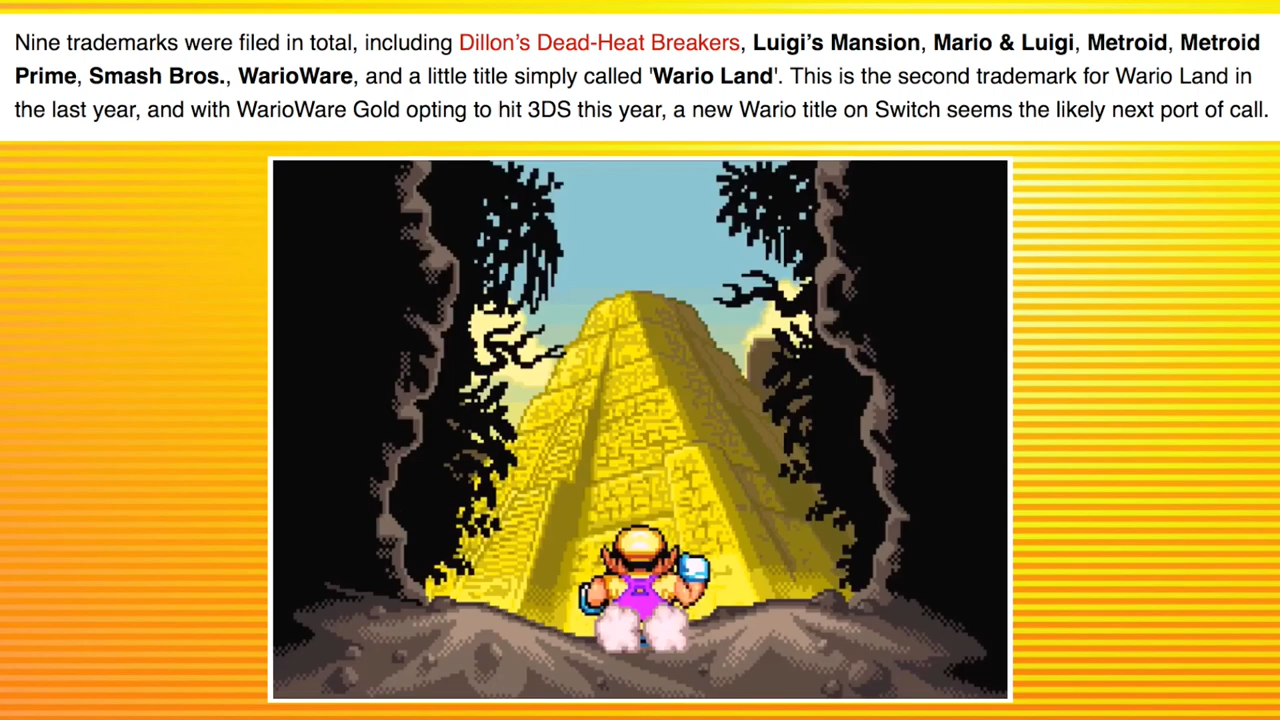 Nine trademarks were filed in total, including Dillon’s Dead-Heat Breakers, Luigi’s Mansion, Mario & Luigi, Metroid, Metroid
Prime, Smash Bros., WarioWare, and a little title simply called 'Wario Land'. This is the second trademark for Wario Land in
the last year, and with WarioWare Gold opting to hit 3DS this year, a new Wario title on Switch seems the likely next port of call.